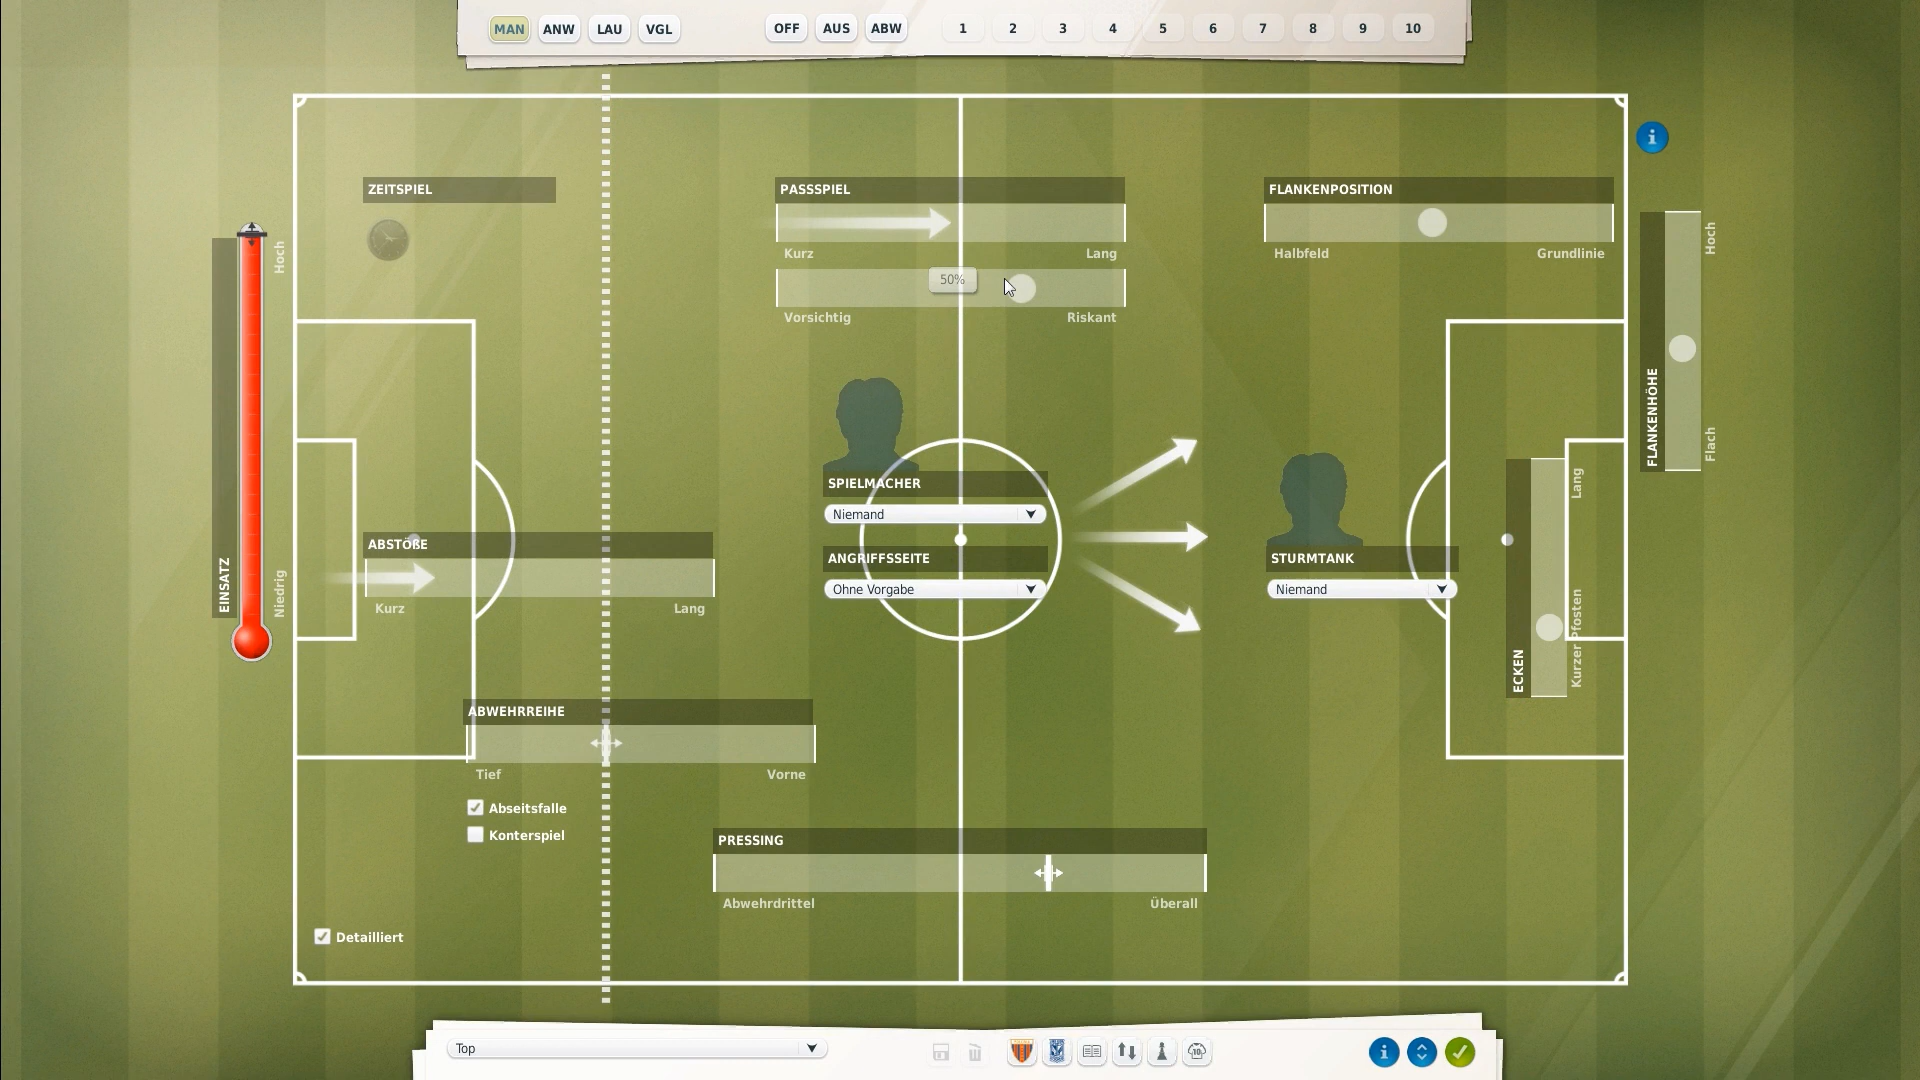 MAN ANW LAU VGL OFF AUS ABW 1 2 3 4 5 6 7 8 9 10
ZEITSPIEL
PASSSPIEL
Kurz Lang
50%
Vorsichtig Riskant
FLANKENPOSITION
Halbfeld Grundlinie
EINSATZ
Hoch
Niedrig
FLANKENHÖHE
Hoch
Flach
SPIELMACHER
Niemand
ANGRIFFSSEITE
Ohne Vorgabe
STURMTANK
Niemand
ABSTÖßE
Kurz Lang
ECKEN
Lang
Kurzer Pfosten
ABWEHRREIHE
Tief Vorne
Abseitsfalle
Konterspiel
PRESSING
Abwehrdrittel Überall
Detailliert
Top
10